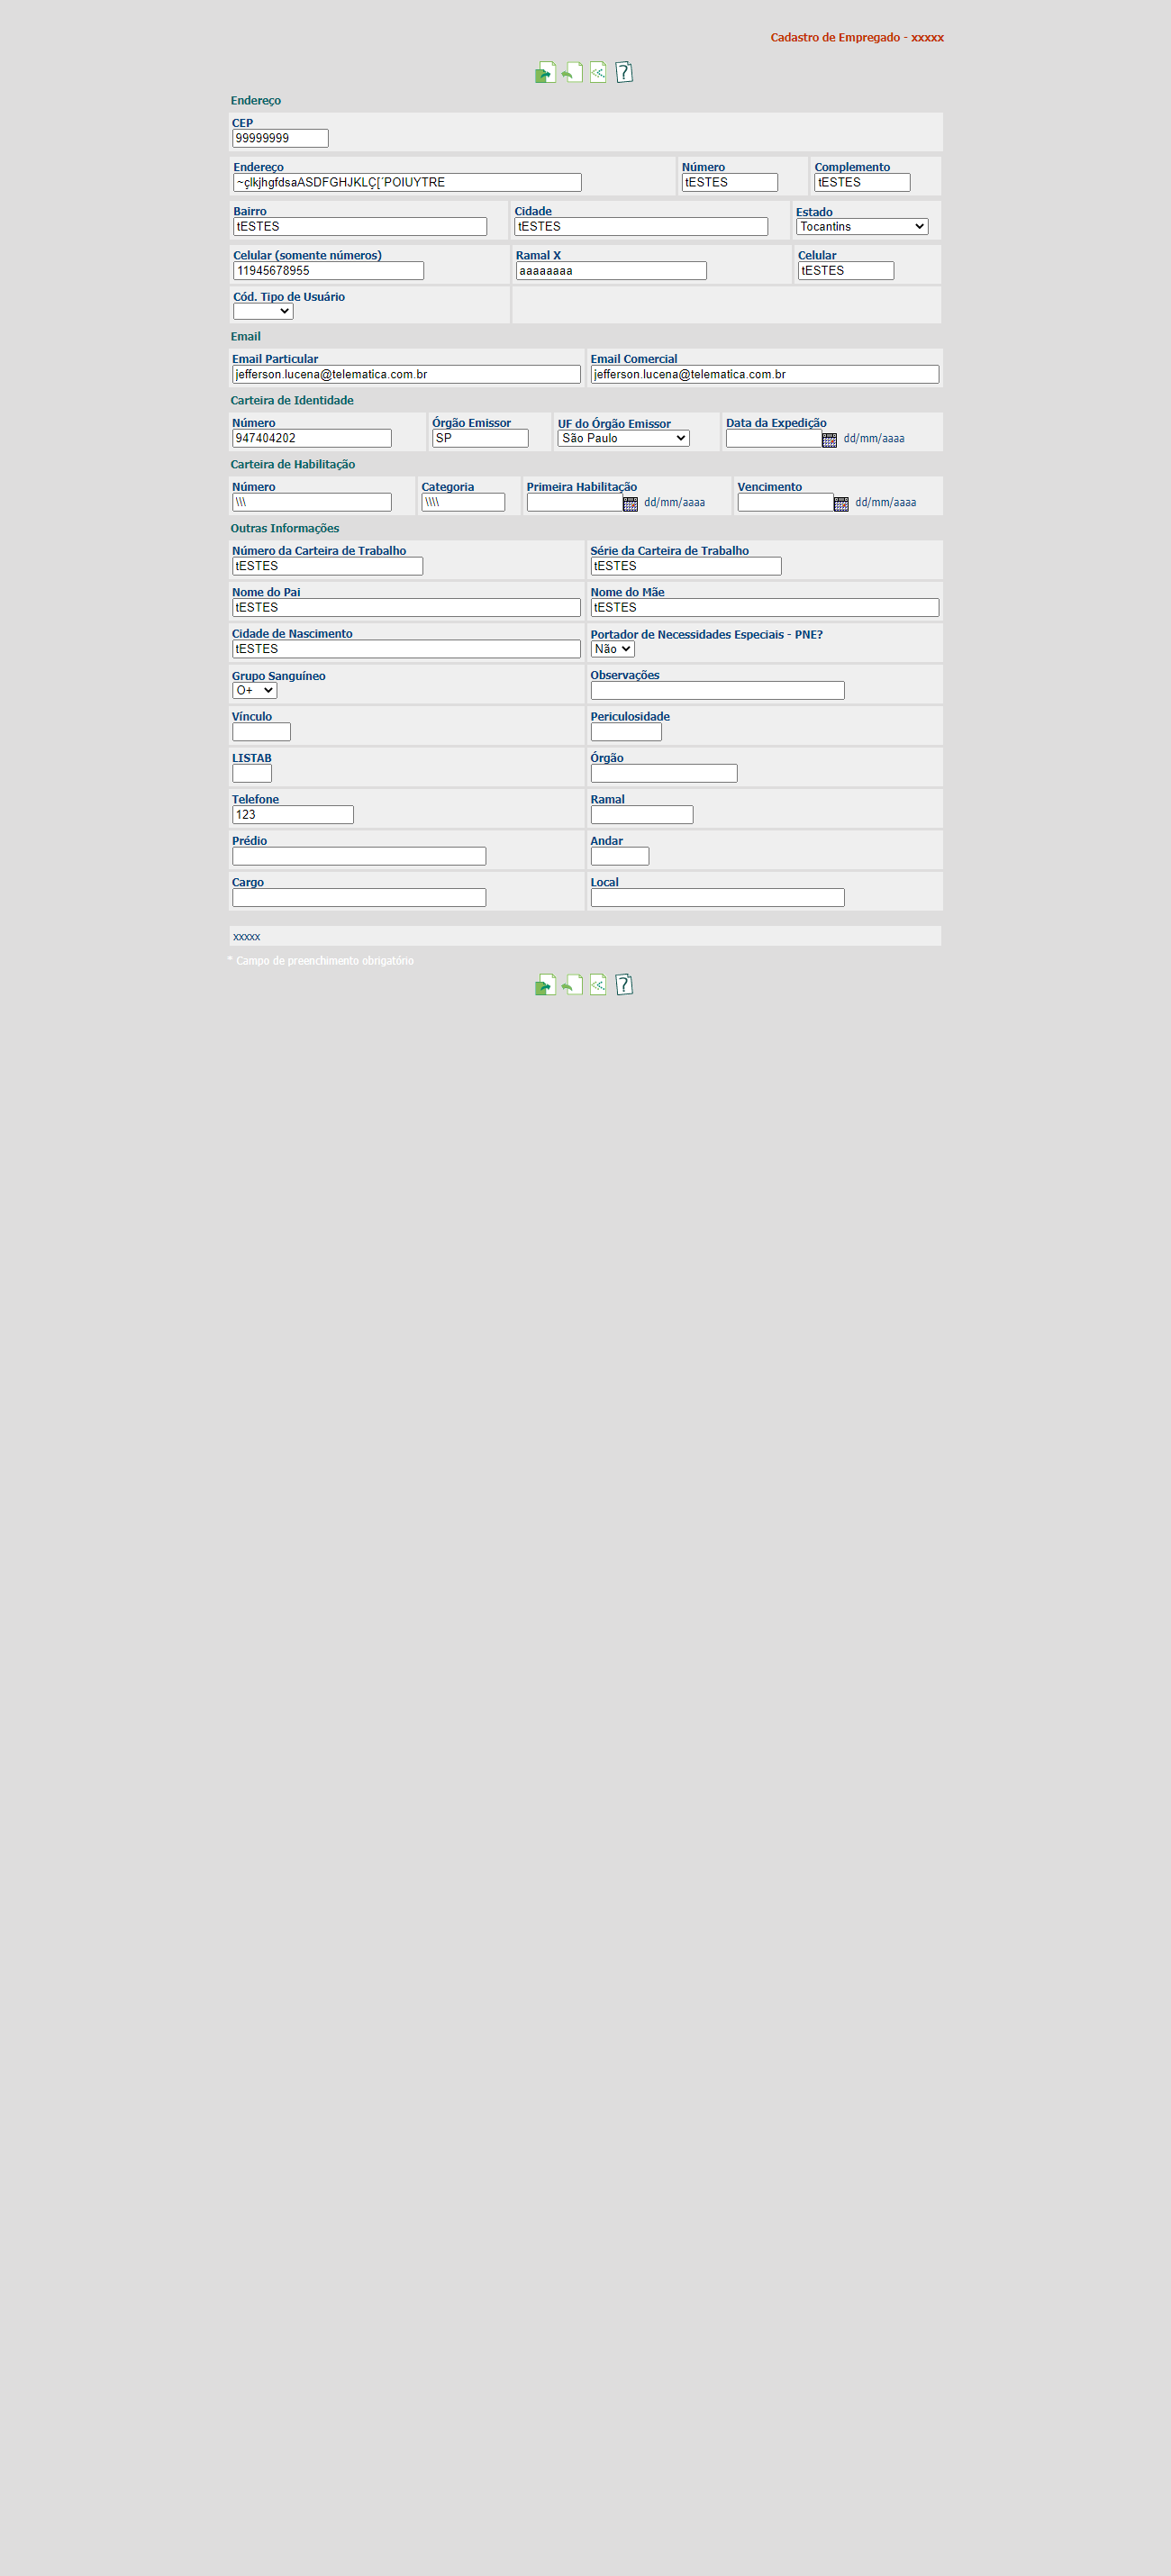 Cadastro de Empregado - xxxxx
Endereço
CEP
99999999
Endereço Número Complemento
~çlkjhgfdsaASDFGHJKLÇ[´POIUYTRE tESTES tESTES
Bairro Cidade Estado
tESTES tESTES Tocantins
Celular (somente números) Ramal X Celular
11945678955 aaaaaaaa tESTES
Cód. Tipo de Usuário
Email
Email Particular Email Comercial
jefferson.lucena@telematica.com.br jefferson.lucena@telematica.com.br
Carteira de Identidade
Número Órgão Emissor UF do Órgão Emissor Data da Expedição
947404202 SP São Paulo dd/mm/aaaa
Carteira de Habilitação
Número Categoria Primeira Habilitação Vencimento
\\\ \\\\ dd/mm/aaaa dd/mm/aaaa
Outras Informações
Número da Carteira de Trabalho Série da Carteira de Trabalho
tESTES tESTES
Nome do Pai Nome do Mãe
tESTES tESTES
Cidade de Nascimento Portador de Necessidades Especiais - PNE?
tESTES Não
Grupo Sanguíneo Observações
O+
Vínculo Periculosidade
LISTAB Órgão
Telefone Ramal
123
Prédio Andar
Cargo Local
xxxxx
* Campo de preenchimento obrigatório